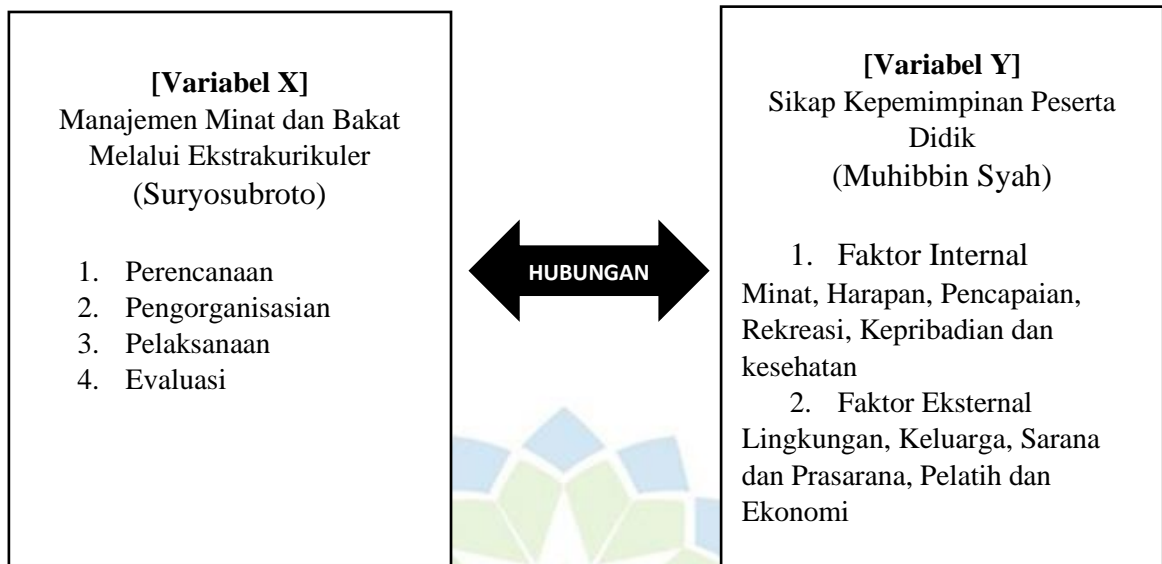 [Variabel X]
Manajemen Minat dan Bakat
Melalui Ekstrakurikuler
(Suryosubroto)
1. Perencanaan
2. Pengorganisasian
3. Pelaksanaan
4. Evaluasi
HUBUNGAN
[Variabel Y]
Sikap Kepemimpinan Peserta
Didik
(Muhibbin Syah)
1. Faktor Internal
Minat, Harapan, Pencapaian,
Rekreasi, Kepribadian dan
kesehatan
2. Faktor Eksternal
Lingkungan, Keluarga, Sarana
dan Prasarana, Pelatih dan
Ekonomi